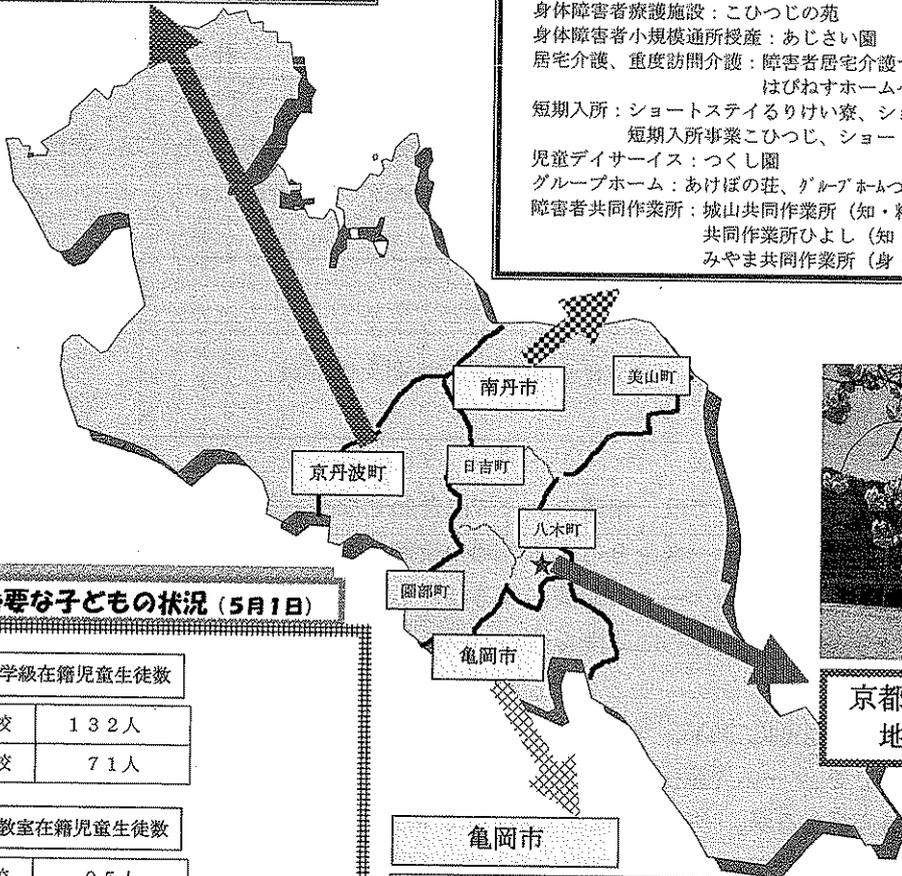 身体障害者療護施設：こひつじの苑
身体障害者小規模通所授産：あじさい園
居宅介護、重度訪問介護：障害者居宅介護
はぴねすホーム
短期入所：ショートステイるりけい寮、ショ
短期入所事業こひつじ、ショー
児童デイサーイス：つくし園
グループホーム：あけぼの荘、グループホームつ
障害者共同作業所：城山共同作業所（知・精
共同作業所ひよし（知
みやま共同作業所（身
南丹市
美山町
京丹波町
日吉町
八木町
園部町
亀岡市
要な子どもの状況（5月1日）
学級在籍児童生徒数
校 132人
校 71人
教室在籍児童生徒数
校
京都
地
亀岡市